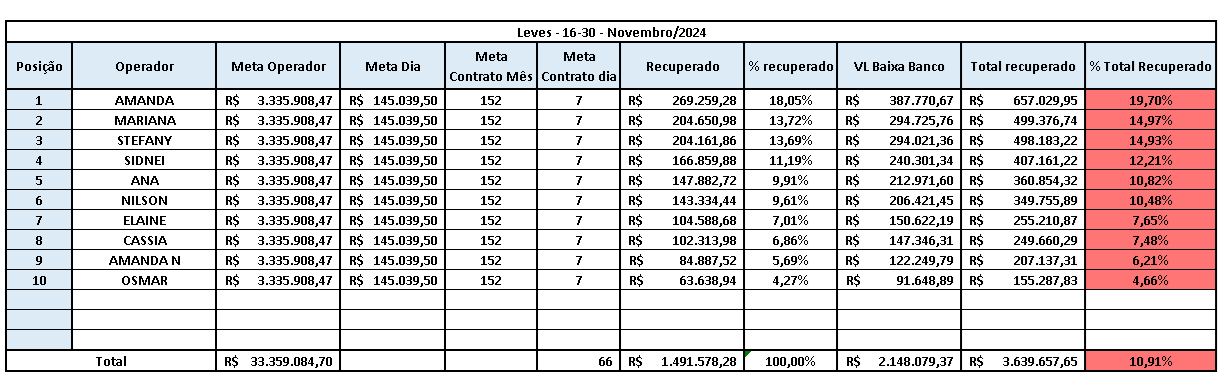 Leves - 16-30 - Novembro/2024
Posição Operador Meta Operador Meta Dia Meta Contrato Mês Meta Contrato dia Recuperado % recuperado VL Baixa Banco Total recuperado % Total Recuperado
1 AMANDA R$ 3.335.908,47 R$ 145.039,50 152 7 R$ 269.259,28 18,05% R$ 387.770,67 R$ 657.029,95 19,70%
2 MARIANA R$ 3.335.908,47 R$ 145.039,50 152 7 R$ 204.650,98 13,72% R$ 294.725,76 R$ 499.376,74 14,97%
3 STEFANY R$ 3.335.908,47 R$ 145.039,50 152 7 R$ 204.161,86 13,69% R$ 294.021,36 R$ 498.183,22 14,93%
4 SIDNEI R$ 3.335.908,47 R$ 145.039,50 152 7 R$ 166.859,88 11,19% R$ 240.301,34 R$ 407.161,22 12,21%
5 ANA R$ 3.335.908,47 R$ 145.039,50 152 7 R$ 147.882,72 9,91% R$ 212.971,60 R$ 360.854,32 10,82%
6 NILSON R$ 3.335.908,47 R$ 145.039,50 152 7 R$ 143.334,44 9,61% R$ 206.421,45 R$ 349.755,89 10,48%
7 ELAINE R$ 3.335.908,47 R$ 145.039,50 152 7 R$ 104.588,68 7,01% R$ 150.622,19 R$ 255.210,87 7,65%
8 CASSIA R$ 3.335.908,47 R$ 145.039,50 152 7 R$ 102.313,98 6,86% R$ 147.346,31 R$ 249.660,29 7,48%
9 AMANDA N R$ 3.335.908,47 R$ 145.039,50 152 7 R$ 84.887,52 5,69% R$ 122.249,79 R$ 207.137,31 6,21%
10 OSMAR R$ 3.335.908,47 R$ 145.039,50 152 7 R$ 63.638,94 4,27% R$ 91.648,89 R$ 155.287,83 4,66%
Total R$ 33.359.084,70 66 R$ 1.491.578,28 100,00% R$ 2.148.079,37 R$ 3.639.657,65 10,91%